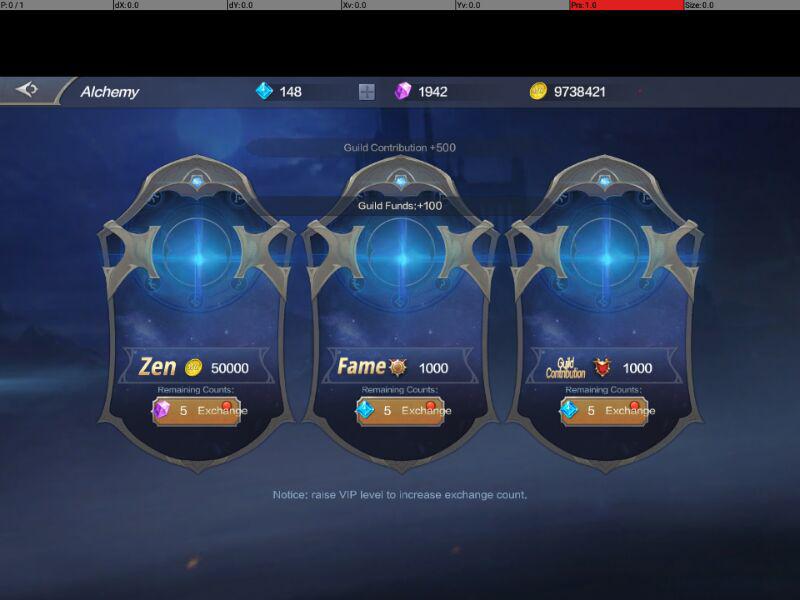 P: 0 / 1 dX: 0.0 dY: 0.0 Xv: 0.0 Yv: 0.0 Prs: 1.0 Size: 0.0
Alchemy 148 1942 9738421
Guild Contribution +500
Guild Funds:+100
Zen 50000
Remaining Counts:
5 Exchange
Fame 1000
Remaining Counts:
5 Exchange
Guild Contribution 1000
Remaining Counts:
5 Exchange
Notice: raise VIP level to increase exchange count.